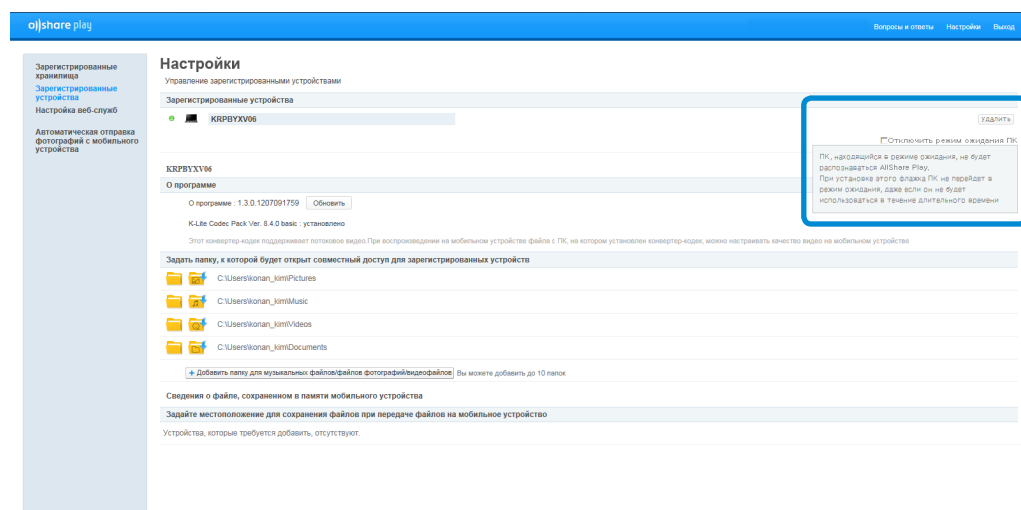 allshare play
Вопросы и ответы Настройки Выход
Зарегистрированные
хранилища
Зарегистрированные
устройства
Настройка веб-служб
Автоматическая отправка
фотографий с мобильного
устройства
Настройки
Управление зарегистрированными устройствами
Зарегистрированные устройства
KRPBYXV06
Удалить
Отключить режим ожидания ПК
ПК, находящийся в режиме ожидания, не будет
распознаваться AllShare Play.
При установке этого флажка ПК не перейдет в
режим ожидания, даже если он не будет
использоваться в течение длительного времени
KRPBYXV06
О программе
О программе : 1.3.0.1207091759 Обновить
K-Lite Codec Pack Ver. 8.4.0 basic : установлено
Этот конвертер-кодек поддерживает потоковое видео.При воспроизведении на мобильном устройстве файлов с ПК, на котором установлен конвертер-кодек, можно настраивать качество видео на мобильном устройстве
Задать папку, к которой будет открыт совместный доступ для зарегистрированных устройств
C:\Users\konan_kim\Pictures
C:\Users\konan_kim\Music
C:\Users\konan_kim\Videos
C:\Users\konan_kim\Documents
+ Добавить папку для музыкальных файлов/файлов фотографий/видеофайлов Вы можете добавить до 10 папок
Сведения о файле, сохраненном в памяти мобильного устройства
Задайте местоположение для сохранения файлов при передаче файлов на мобильное устройство
Устройства, которые требуется добавить, отсутствуют.